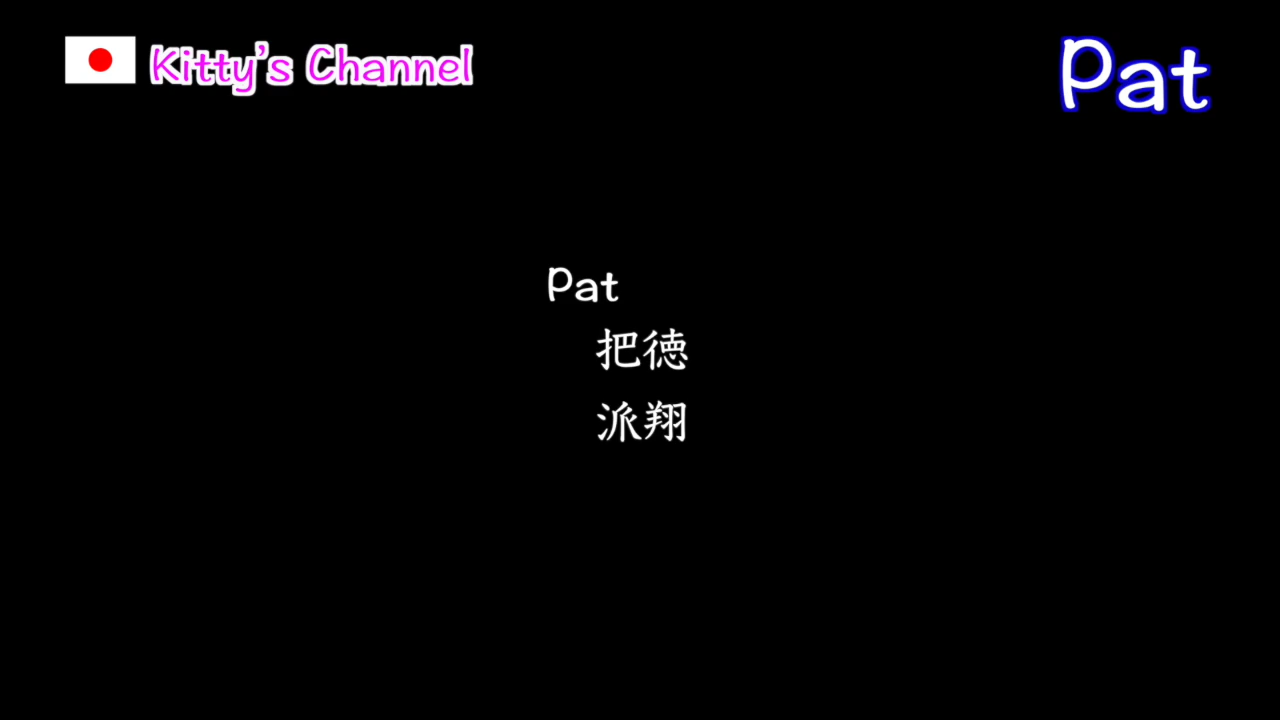 Kitty's Channel
Pat
Pat
把徳
派翔